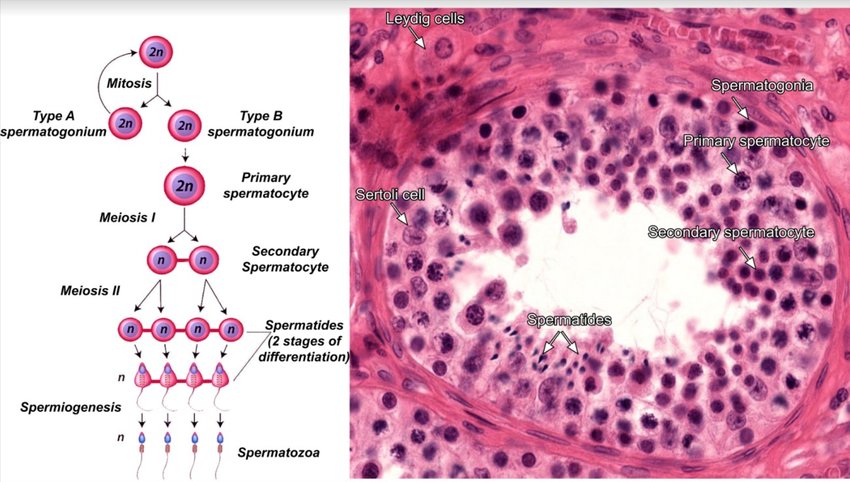 2n
Mitosis
Type A
spermatogonium
2n
2n
Type B
spermatogonium
2n
Primary
spermatocyte
Meiosis I
n
n
Secondary
Spermatocyte
Meiosis II
n
n
n
n
Spermatides
(2 stages of
differentiation)
n
Spermiogenesis
n
Spermatozoa
Leydig cells
Spermatogonia
Primary spermatocyte
Sertoli cell
Secondary spermatocyte
Spermatides